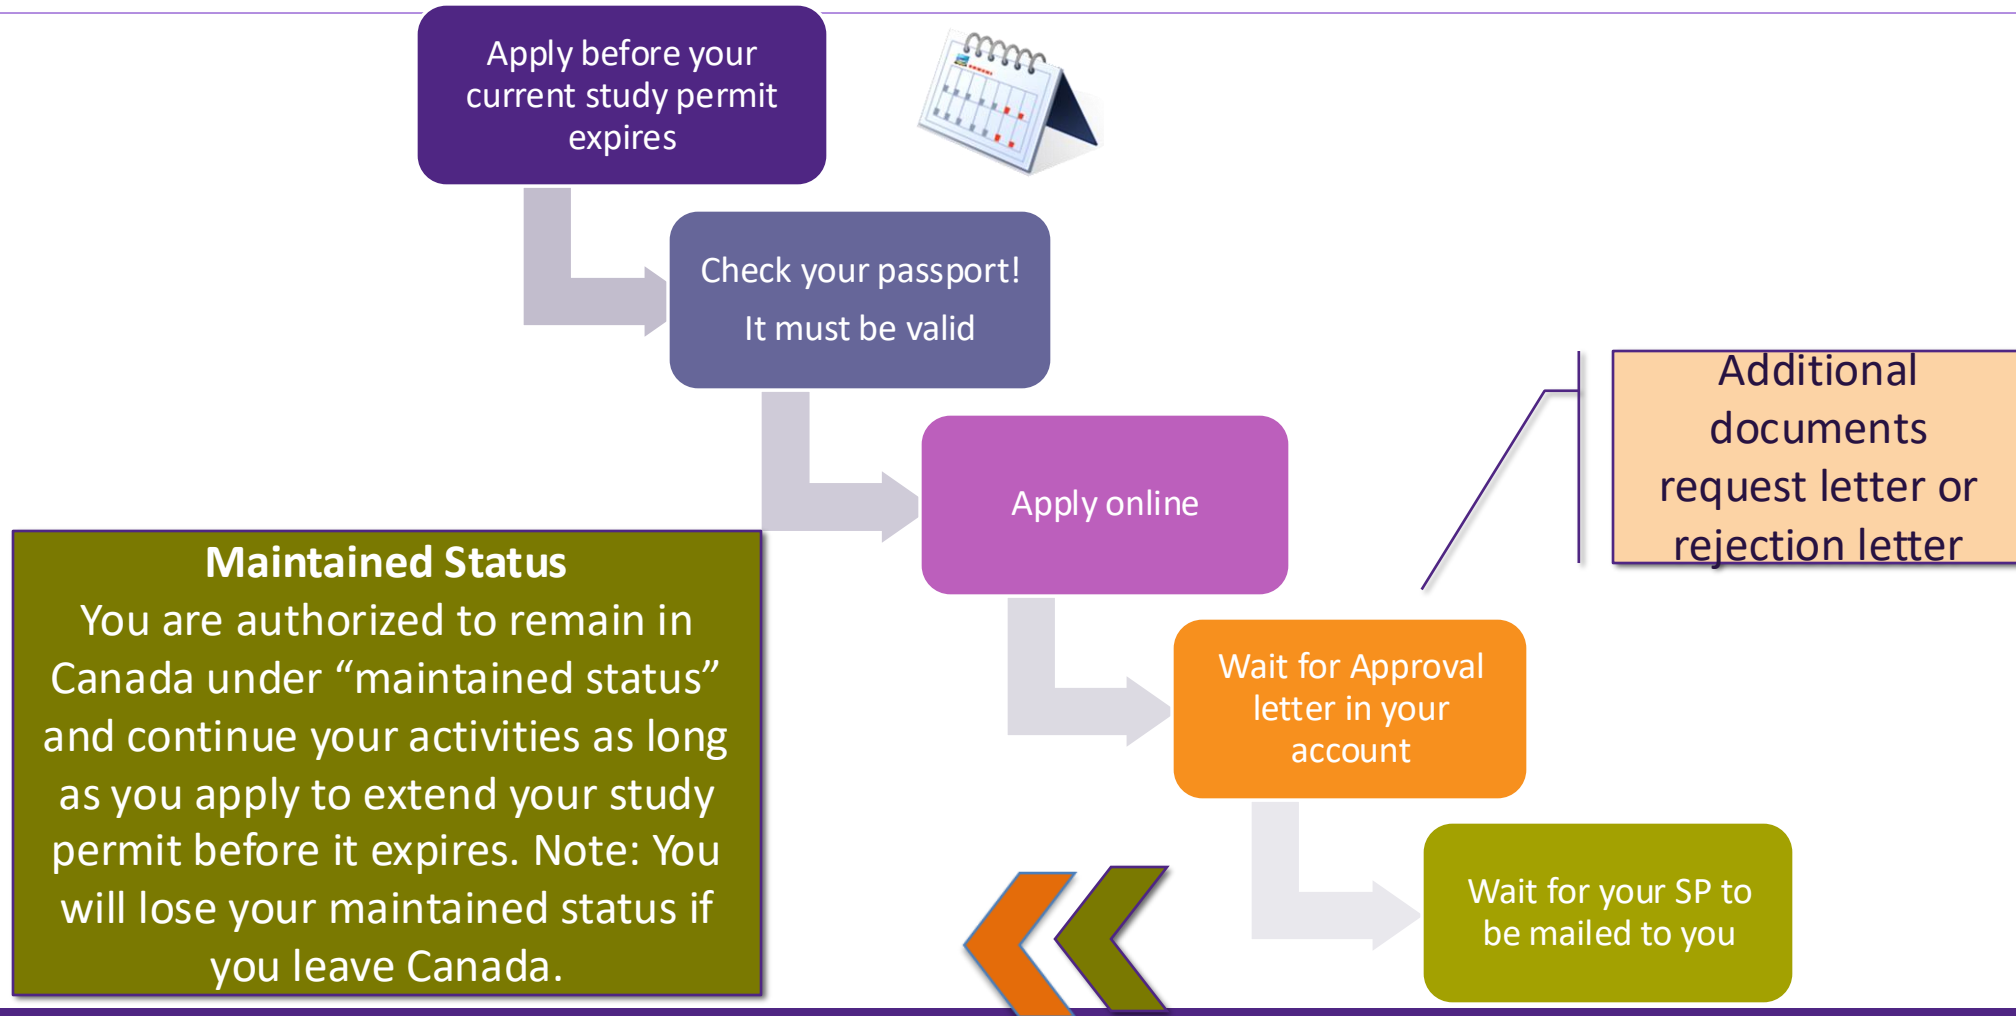 Apply before your
current study permit
expires
Check your passport!
It must be valid
Apply online
Additional
documents
request letter or
rejection letter
Wait for Approval
letter in your
account
Wait for your SP to
be mailed to you
Maintained Status
You are authorized to remain in
Canada under “maintained status”
and continue your activities as long
as you apply to extend your study
permit before it expires. Note: You
will lose your maintained status if
you leave Canada.